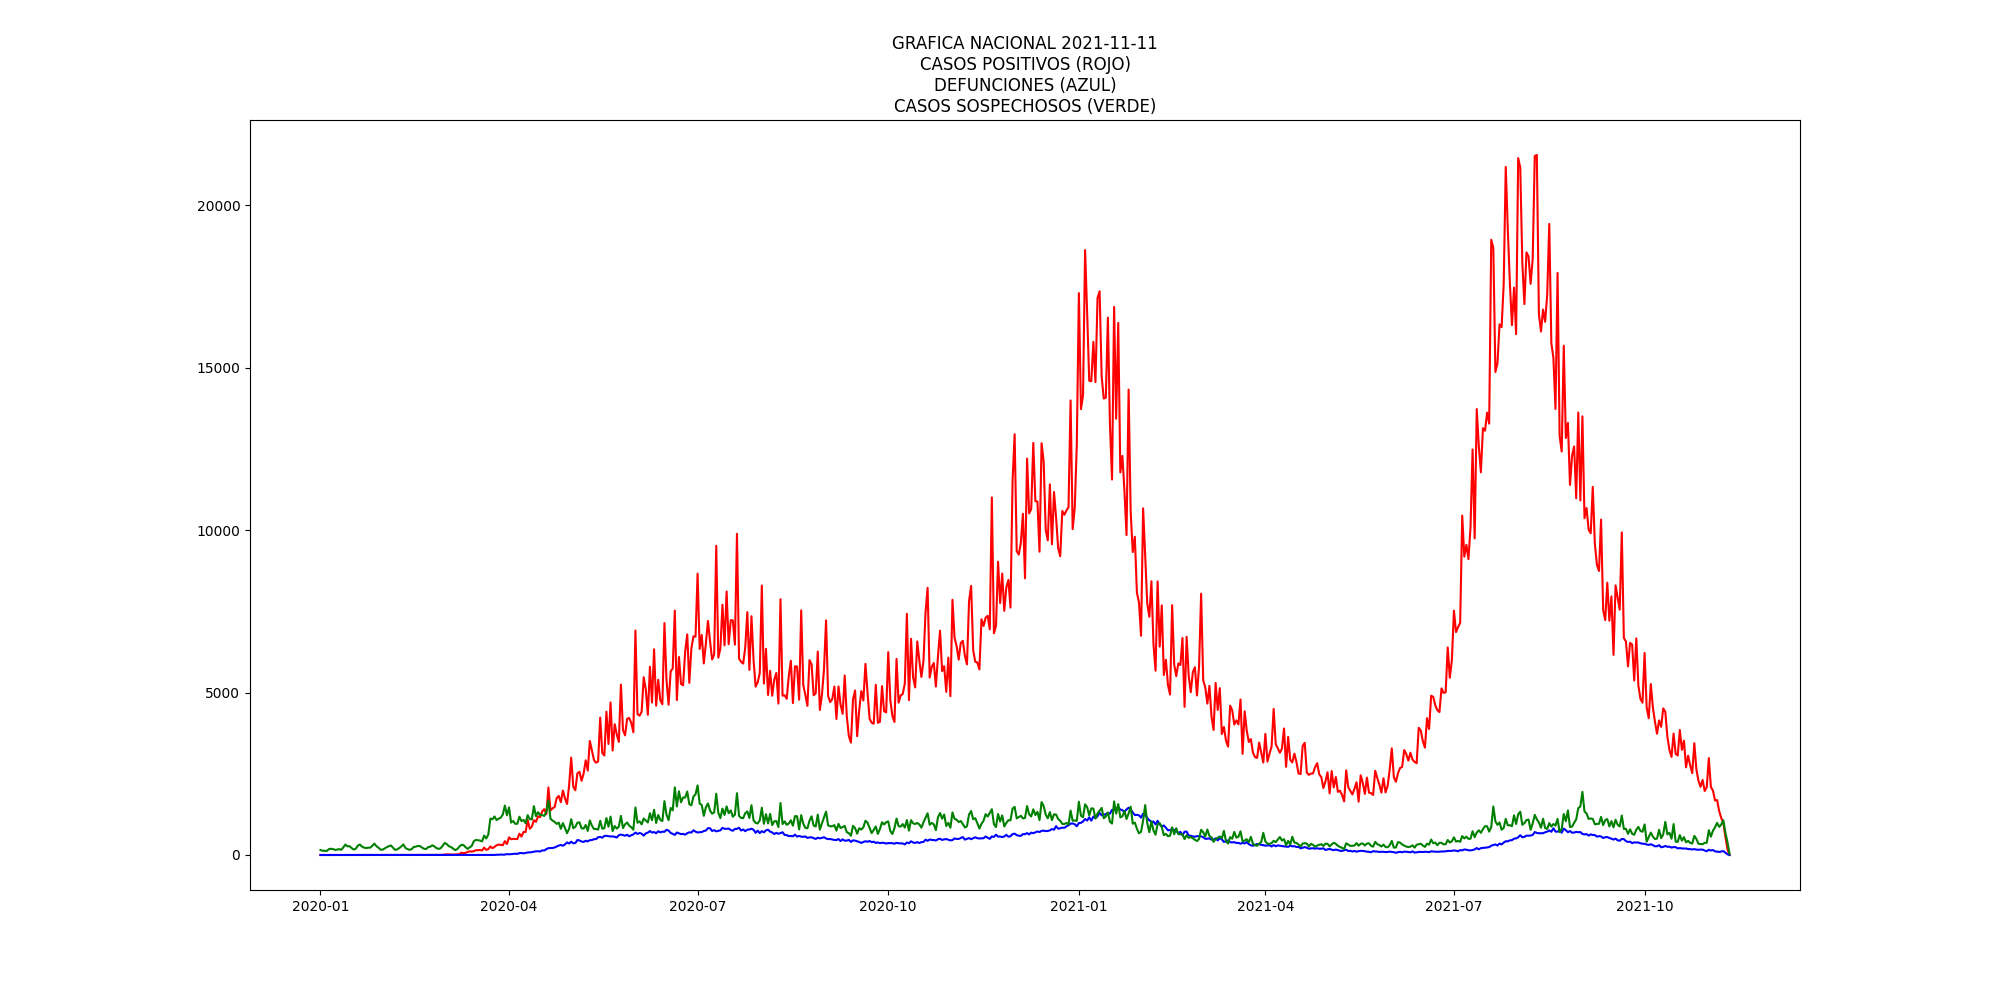 GRAFICA NACIONAL 2021-11-11
CASOS POSITIVOS (ROJO)
DEFUNCIONES (AZUL)
CASOS SOSPECHOSOS (VERDE)
20000
15000
10000
5000
0
2020-01 2020-04 2020-07 2020-10 2021-01 2021-04 2021-07 2021-10